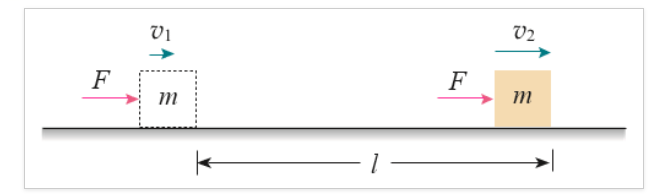 v₁ v₂
F m F m
l